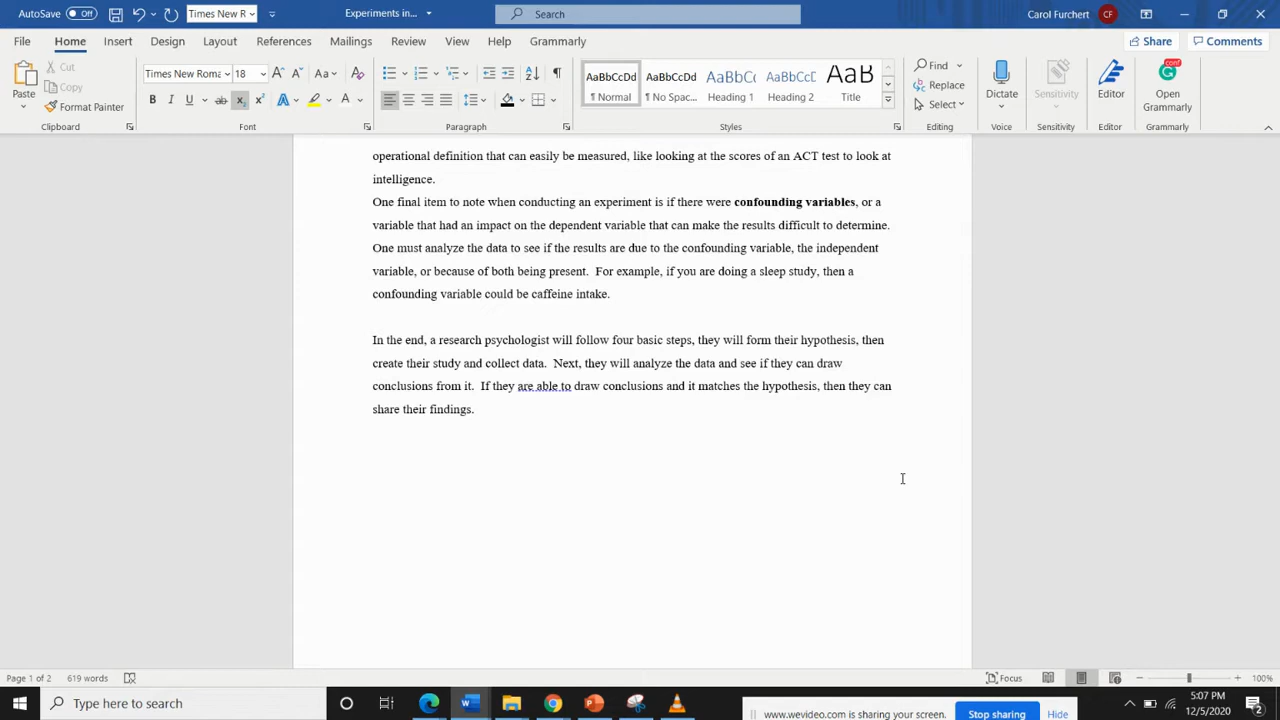 AutoSave Off Times New R Experiments in... Search Carol Furchert CF
File Home Insert Design Layout References Mailings Review View Help Grammarly Share Comments
Paste Cut Copy Format Painter
Times New Roma 18 A A Aa A
B I U ab x² A A
AaBbCcDd AaBbCcDd AaBbCc AaBbCcE AaB
¶ Normal ¶ No Spac... Heading 1 Heading 2 Title
Find Replace Select
Dictate Sensitivity Editor Open Grammarly
Clipboard Font Paragraph Styles Editing Voice Sensitivity Editor Grammarly
operational definition that can easily be measured, like looking at the scores of an ACT test to look at
intelligence.
One final item to note when conducting an experiment is if there were confounding variables, or a
variable that had an impact on the dependent variable that can make the results difficult to determine.
One must analyze the data to see if the results are due to the confounding variable, the independent
variable, or because of both being present. For example, if you are doing a sleep study, then a
confounding variable could be caffeine intake.
In the end, a research psychologist will follow four basic steps, they will form their hypothesis, then
create their study and collect data. Next, they will analyze the data and see if they can draw
conclusions from it. If they are able to draw conclusions and it matches the hypothesis, then they can
share their findings.
Page 1 of 2 619 words Focus 100%
Type here to search
www.wevideo.com is sharing your screen. Stop sharing Hide
5:07 PM
12/5/2020
2